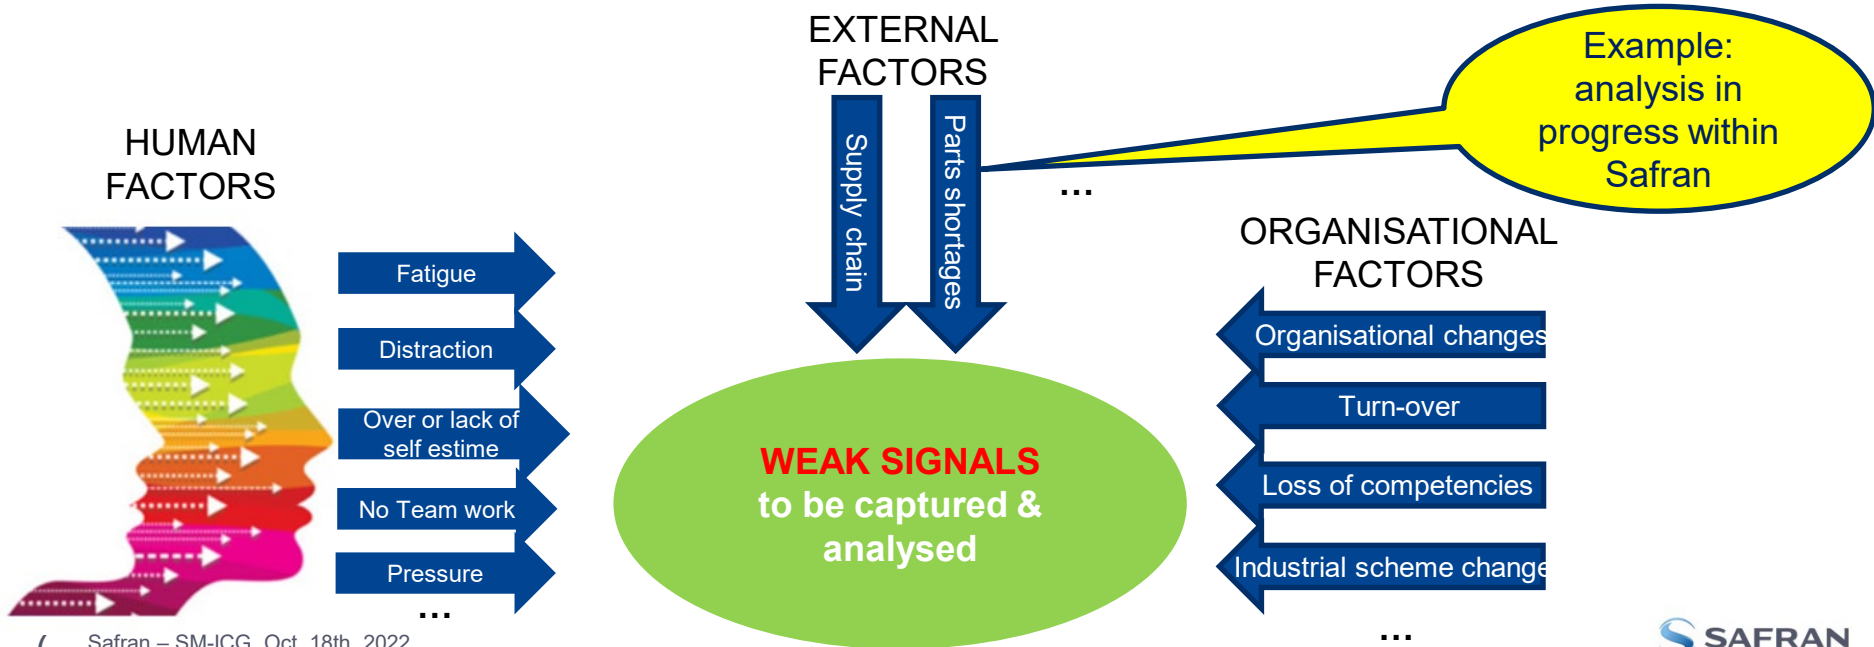 EXTERNAL
FACTORS
Supply chain
Parts shortages
...
Example:
analysis in
progress within
Safran
HUMAN
FACTORS
Fatigue
Distraction
Over or lack of
self estime
No Team work
Pressure
...
ORGANISATIONAL
FACTORS
Organisational changes
Turn-over
Loss of competencies
Industrial scheme change
...
WEAK SIGNALS
to be captured &
analysed
Safran – SM-ICG, Oct. 18th, 2022
SAFRAN